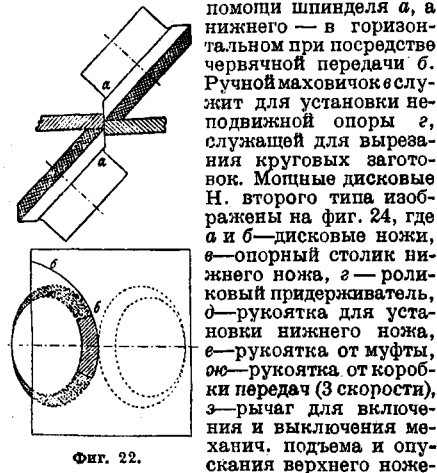 помощи шпинделя а, а
нижнего — в горизон-
тальном при посредстве
червячной передачи б.
Ручной маховичок в слу-
жит для установки не-
подвижной опоры г,
служащей для выреза-
ния круговых загото-
вок. Мощные дисковые
Н. второго типа изоб-
ражены на фиг. 24, где
а и б—дисковые ножи,
в—опорный столик ни-
жнего ножа, г — роли-
ковый придерживатель,
д—рукоятка для уста-
новки нижнего ножа,
е—рукоятка от муфты,
ж—рукоятка от короб-
ки передач (3 скорости),
з—рычаг для включе-
ния и выключения ме-
ханич. подъема и опу-
скания верхнего ноже-
а
а
б
б
Фиг. 22.